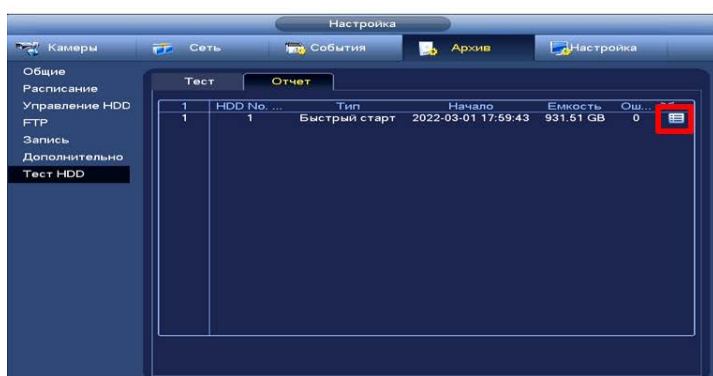 Настройка
Камеры Сеть События Архив Настройка
Общие
Расписание
Управление HDD
FTP
Запись
Дополнительно
Тест HDD
Тест Отчет
1 HDD No. ... Тип Начало Емкость Ош...
1 1 Быстрый старт 2022-03-01 17:59:43 931.51 GB 0